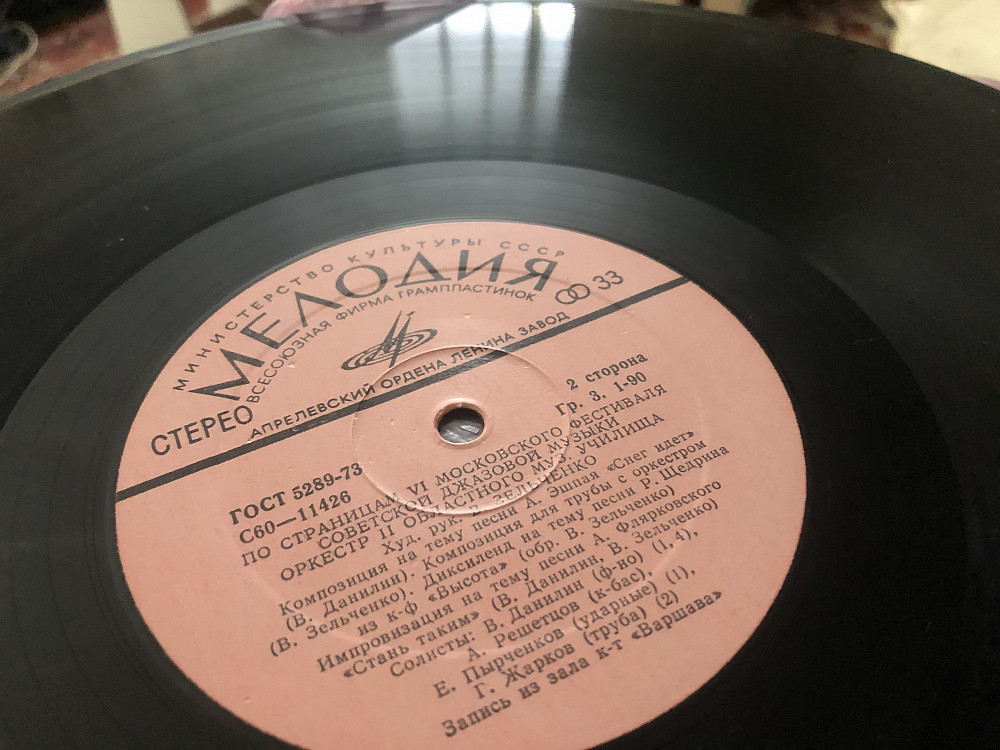 МИНИСТЕРСТВО КУЛЬТУРЫ СССР
МЕЛОДИЯ
ВСЕСОЮЗНАЯ ФИРМА ГРАМПЛАСТИНОК
33
СТЕРЕО
АПРЕЛЕВСКИЙ ОРДЕНА ЛЕНИНА ЗАВОД
2 сторона
ГОСТ 5289-73
Гр. 3. 1-90
С60—11426
ПО СТРАНИЦАМ VI МОСКОВСКОГО ФЕСТИВАЛЯ
СОВЕТСКОЙ ДЖАЗОВОЙ МУЗЫКИ
ОРКЕСТР II ОБЛАСТНОГО МУЗ. УЧИЛИЩА
Худ. рук. В. ЗЕЛЬЧЕНКО
Композиция на тему песни А. Эшпая «Снег идет»
(В. Данилин). Композиция для трубы с оркестром
(В. Зельченко). Диксиленд на тему песни Р. Щедрина
из к-ф «Высота» (обр. В. Зельченко)
Импровизация на тему песни А. Флярковского
«Стань таким» (В. Данилин, В. Зельченко)
Солисты: В. Данилин (ф-но) (1, 4),
А. Решетцов (к-бас),
Е. Пырченков (ударные) (1),
Г. Жарков (труба) (2)
Запись из зала к-т «Варшава»